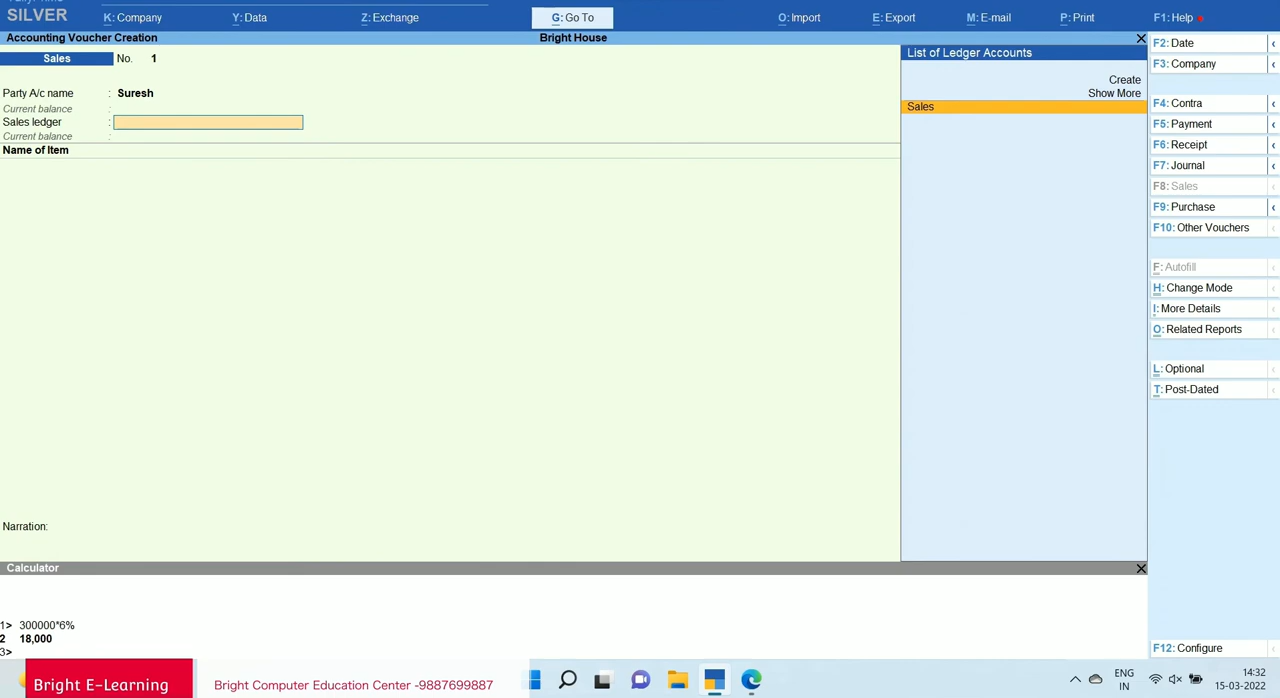 SILVER
K: Company
Y: Data
Z: Exchange
G: Go To
O: Import
E: Export
M: E-mail
P: Print
F1: Help
Accounting Voucher Creation
Bright House
Sales No. 1
Party A/c name : Suresh
Current balance :
Sales ledger :
Current balance :
Name of Item
Narration:
List of Ledger Accounts
Create
Show More
Sales
F2: Date
F3: Company
F4: Contra
F5: Payment
F6: Receipt
F7: Journal
F8: Sales
F9: Purchase
F10: Other Vouchers
F: Autofill
H: Change Mode
I: More Details
O: Related Reports
L: Optional
T: Post-Dated
F12: Configure
Calculator
1> 300000*6%
2 18,000
3>
Bright E-Learning
Bright Computer Education Center -9887699887
ENG
IN
14:32
15-03-2022